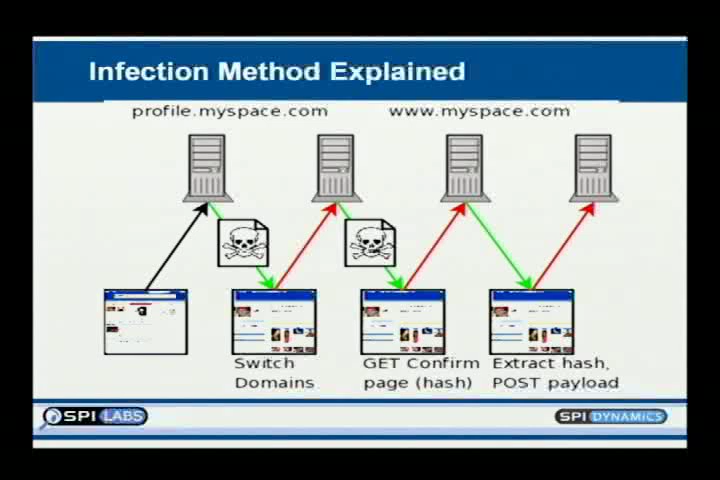 Infection Method Explained
profile.myspace.com www.myspace.com
Switch Domains
GET Confirm page (hash)
Extract hash, POST payload
SPI LABS
SPI DYNAMICS